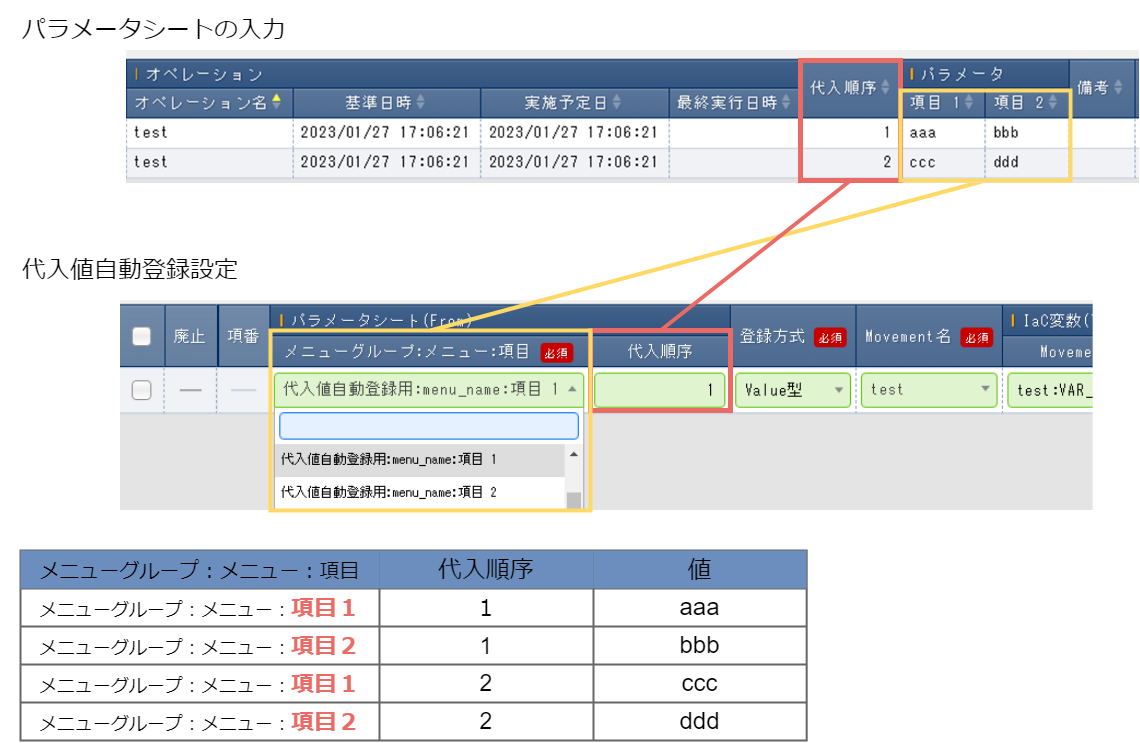 パラメータシートの入力
オペレーション 代入順序 パラメータ 備考
オペレーション名 基準日時 実施予定日 最終実行日時 項目 1 項目 2
test 2023/01/27 17:06:21 2023/01/27 17:06:21 1 aaa bbb
test 2023/01/27 17:06:21 2023/01/27 17:06:21 2 ccc ddd
代入値自動登録設定
廃止 項番 パラメータシート(From) 登録方式 必須 Movement名 必須 IaC変数(
メニューグループ:メニュー:項目 必須 代入順序 Moveme
代入値自動登録用:menu_name:項目 1 1 Value型 test test:VAR_
代入値自動登録用:menu_name:項目 1
代入値自動登録用:menu_name:項目 2
メニューグループ：メニュー：項目 代入順序 値
メニューグループ：メニュー：項目１ 1 aaa
メニューグループ：メニュー：項目２ 1 bbb
メニューグループ：メニュー：項目１ 2 ccc
メニューグループ：メニュー：項目２ 2 ddd